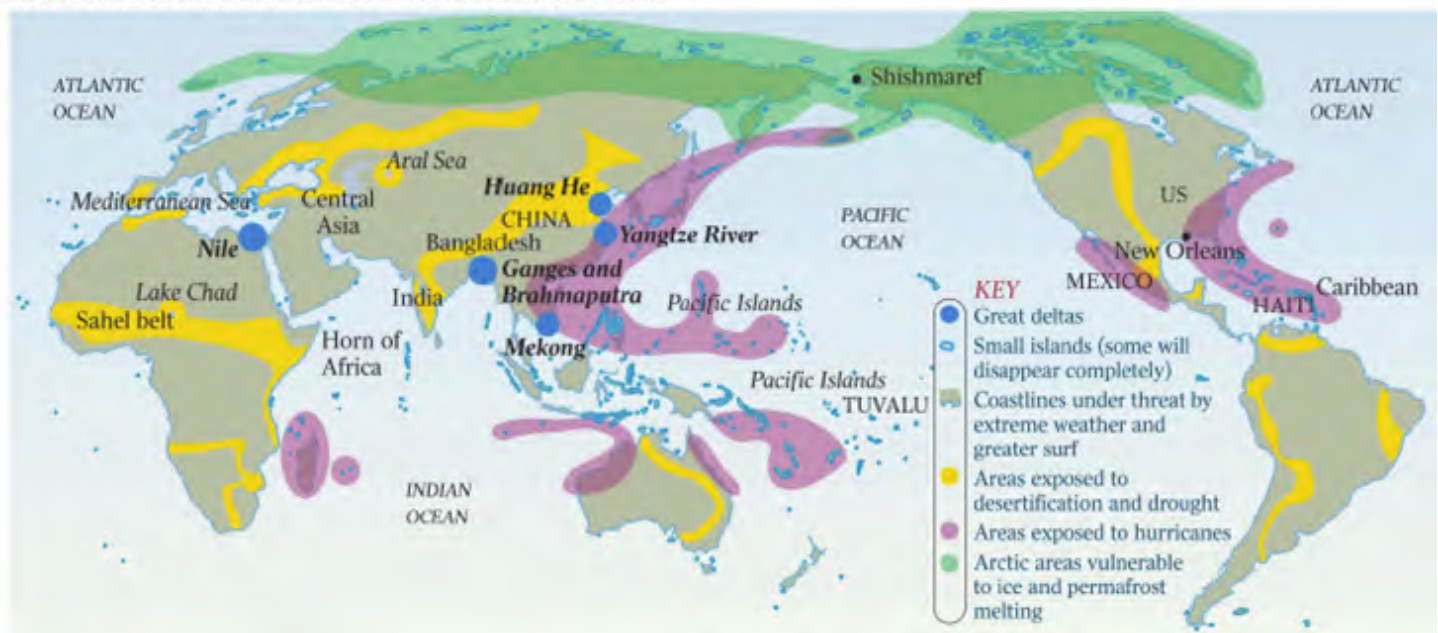 ATLANTIC
OCEAN
Shishmaref
ATLANTIC
OCEAN
Aral Sea
Mediterranean Sea
Central
Asia
Huang He
CHINA
US
Nile
Bangladesh
Yangtze River
PACIFIC
OCEAN
New Orleans
Ganges and
Brahmaputra
MEXICO
Lake Chad
India
Pacific Islands
HAITI
Caribbean
Sahel belt
Horn of
Africa
Mekong
Pacific Islands
TUVALU
INDIAN
OCEAN
KEY
Great deltas
Small islands (some will
disappear completely)
Coastlines under threat by
extreme weather and
greater surf
Areas exposed to
desertification and drought
Areas exposed to hurricanes
Arctic areas vulnerable
to ice and permafrost
melting